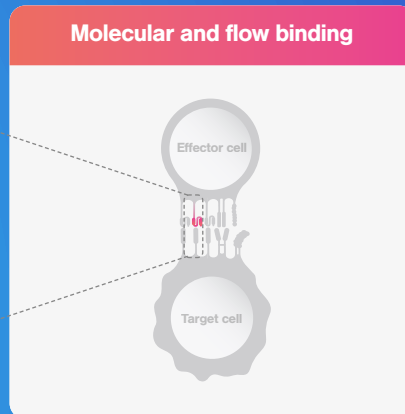 Molecular and flow binding
Effector cell
Target cell